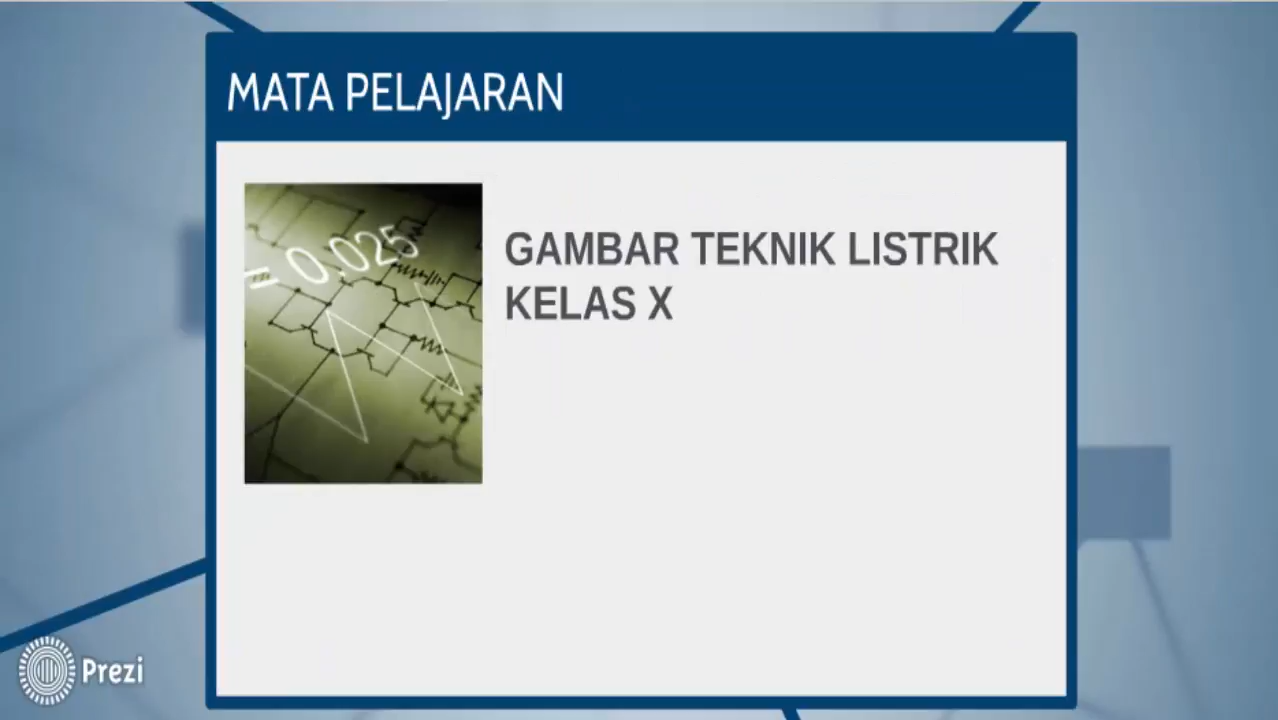 MATA PELAJARAN
= 0,025
GAMBAR TEKNIK LISTRIK
KELAS X
Prezi